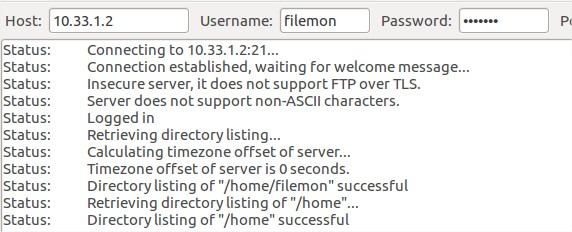 Host: 10.33.1.2 Username: filemon Password: ••••••• Po
Status: Connecting to 10.33.1.2:21...
Status: Connection established, waiting for welcome message...
Status: Insecure server, it does not support FTP over TLS.
Status: Server does not support non-ASCII characters.
Status: Logged in
Status: Retrieving directory listing...
Status: Calculating timezone offset of server...
Status: Timezone offset of server is 0 seconds.
Status: Directory listing of "/home/filemon" successful
Status: Retrieving directory listing of "/home"...
Status: Directory listing of "/home" successful